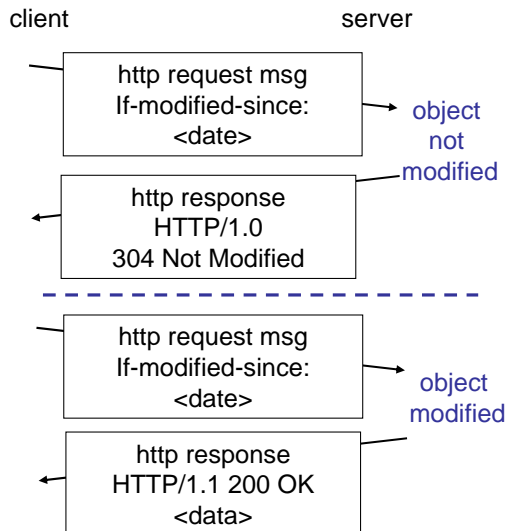 client
server
http request msg
If-modified-since:
<date>
object
not
modified
http response
HTTP/1.0
304 Not Modified
http request msg
If-modified-since:
<date>
object
modified
http response
HTTP/1.1 200 OK
<data>